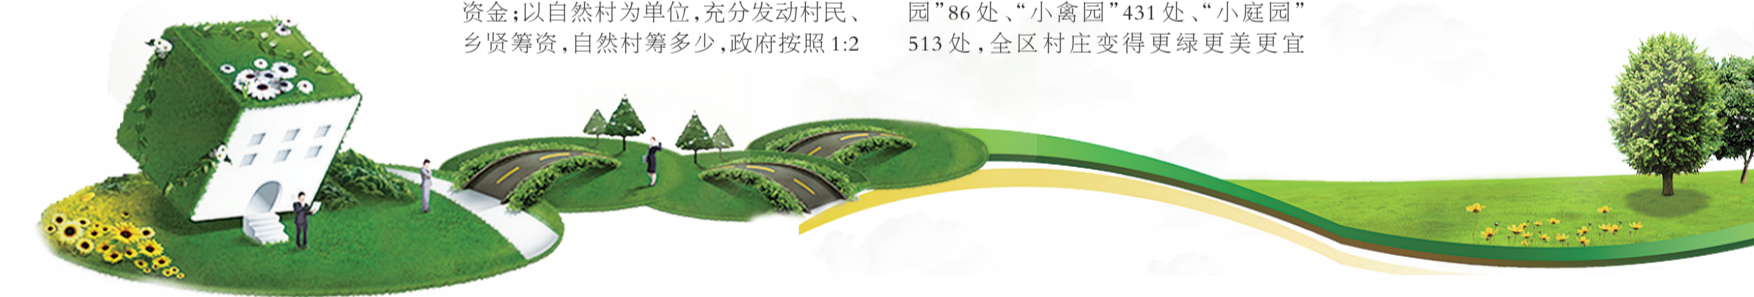 资金；以自然村为单位，充分发动村民、
乡贤筹资，自然村筹多少，政府按照1:2
园”86处、“小禽园”431处、“小庭园”
513处，全区村庄变得更绿更美更宜